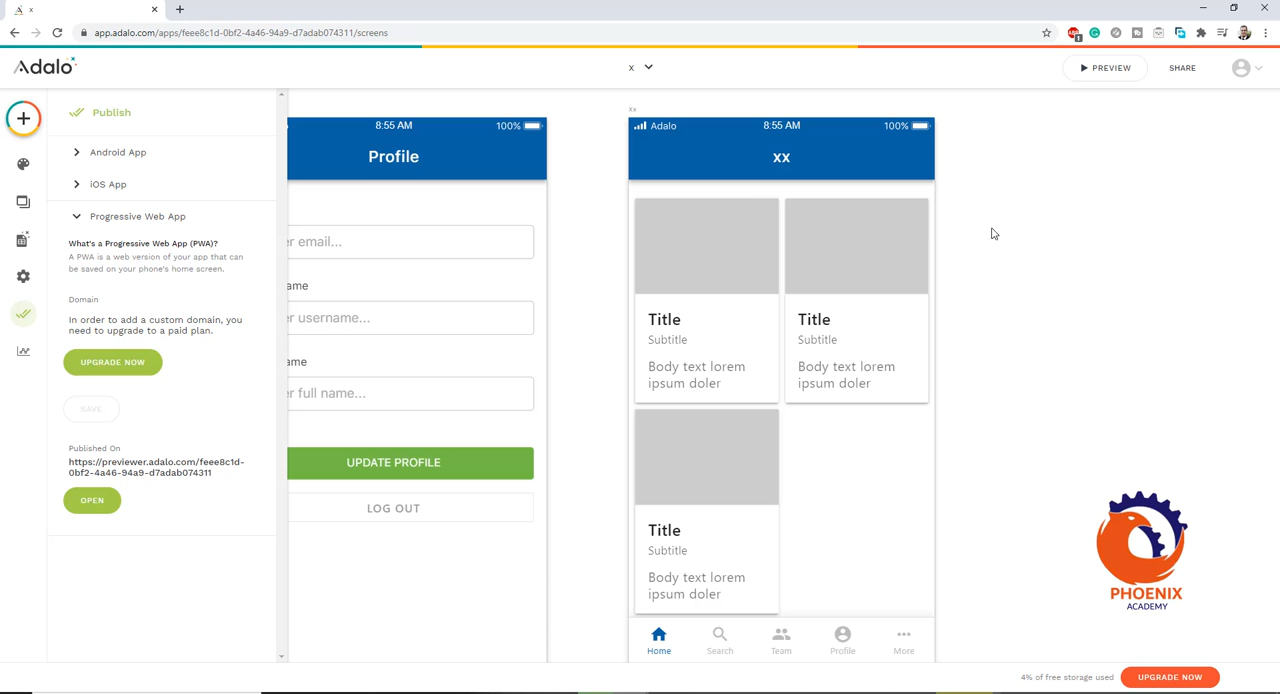 x
app.adalo.com/apps/feee8c1d-0bf2-4a46-94a9-d7adab074311/screens
Adalo
x
PREVIEW
SHARE
Publish
Android App
iOS App
Progressive Web App
What's a Progressive Web App (PWA)?
A PWA is a web version of your app that can
be saved on your phone's home screen.
Domain
In order to add a custom domain, you
need to upgrade to a paid plan.
UPGRADE NOW
SAVE
Published On
https://previewer.adalo.com/feee8c1d-
0bf2-4a46-94a9-d7adab074311
OPEN
8:55 AM 100%
Profile
er email...
ame
er username...
ame
er full name...
UPDATE PROFILE
LOG OUT
xx
Adalo 8:55 AM 100%
xx
Title
Subtitle
Body text lorem
ipsum doler
Title
Subtitle
Body text lorem
ipsum doler
Title
Subtitle
Body text lorem
ipsum doler
Home Search Team Profile More
PHOENIX
ACADEMY
4% of free storage used
UPGRADE NOW